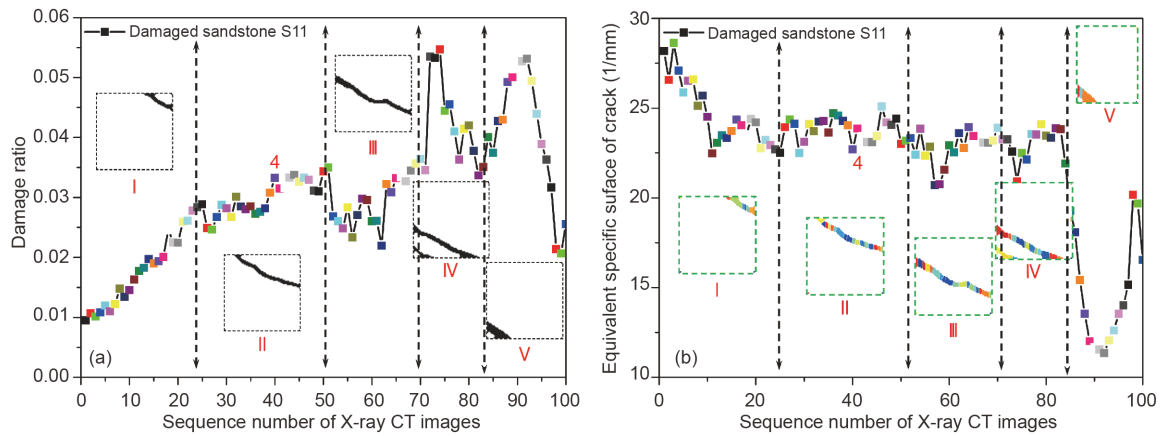 (a)
0.06
0.05
0.04
0.03
0.02
0.01
0.00
Damage ratio
Damaged sandstone S11
I
II
III
IV
V
4
0 10 20 30 40 50 60 70 80 90 100
Sequence number of X-ray CT images
(b)
30
25
20
15
10
Equivalent specific surface of crack (1/mm)
Damaged sandstone S11
I
II
III
IV
V
4
0 20 40 60 80 100
Sequence number of X-ray CT images